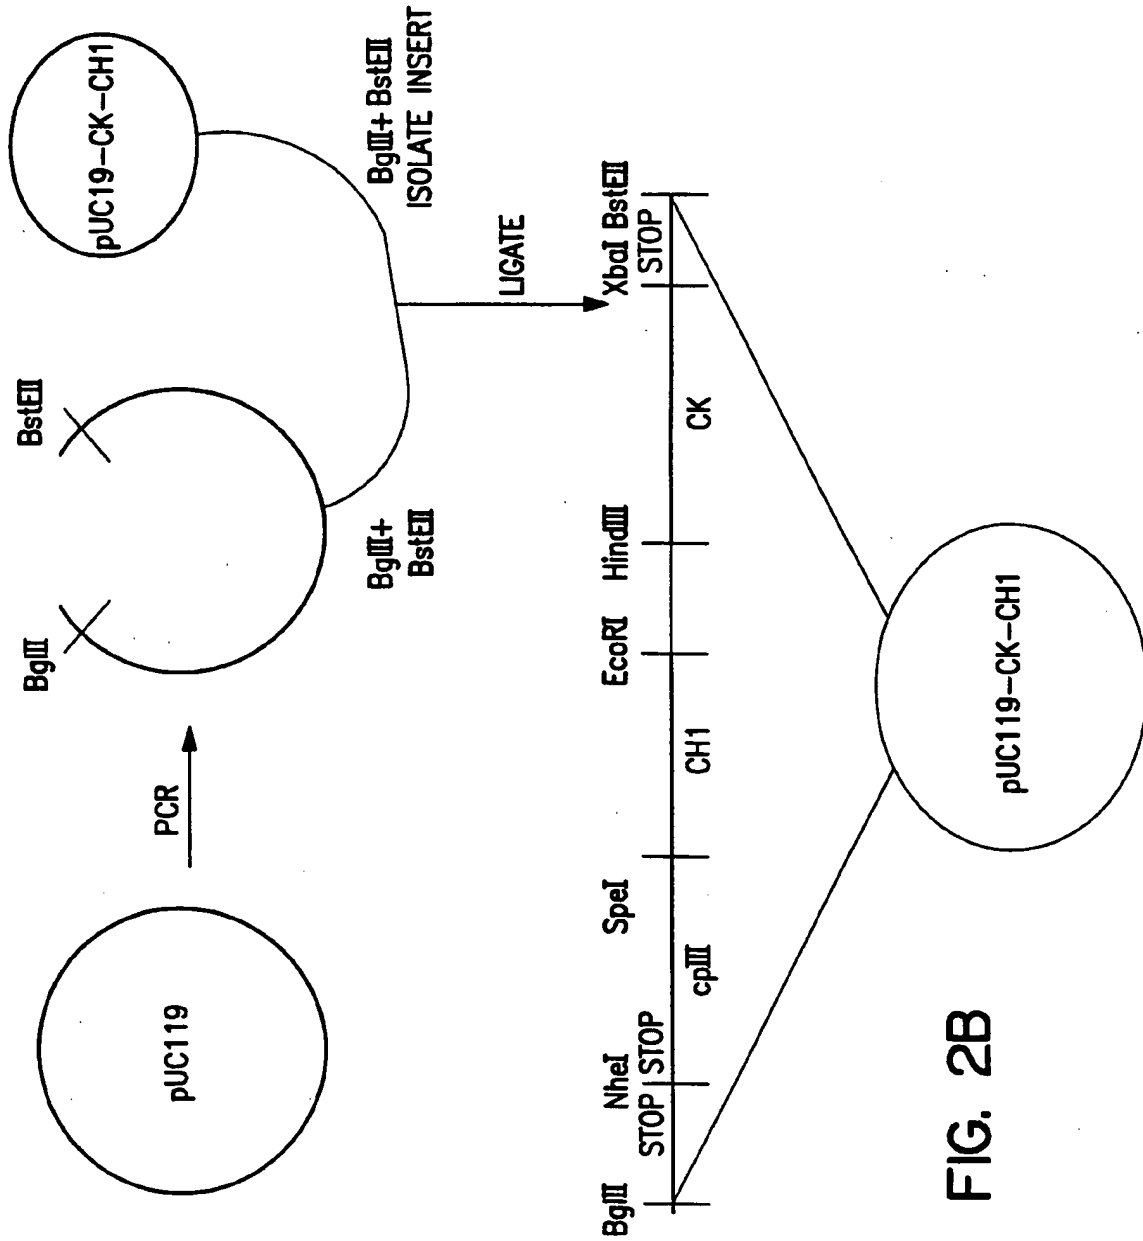 BglII
BstEII
pUC19-CK-CH1
pUC119
PCR
BglII+
BstEII
BglII+BstEII
ISOLATE INSERT
LIGATE
BglII NheI SpeI EcoRI HindIII XbaI BstEII
STOP STOP STOP
cpIII CH1 CK
pUC119-CK-CH1
FIG. 2B